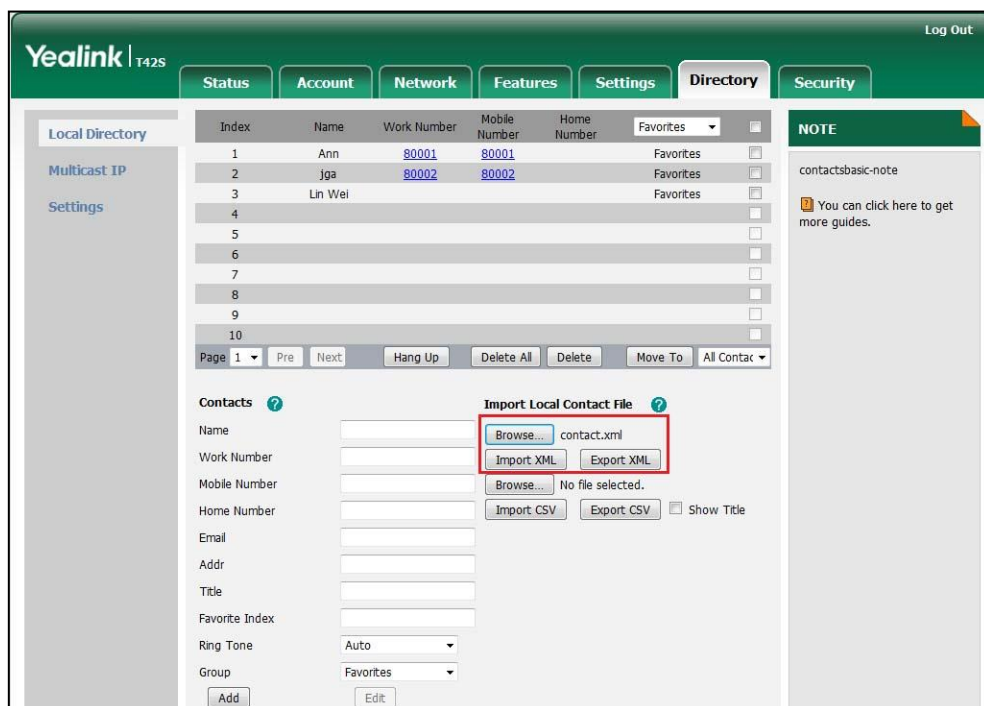 Log Out
Yealink T42S
Status Account Network Features Settings Directory Security
Local Directory
Multicast IP
Settings
Index Name Work Number Mobile Number Home Number Favorites
1 Ann 80001 80001 Favorites
2 jga 80002 80002 Favorites
3 Lin Wei Favorites
4
5
6
7
8
9
10
Page 1 Pre Next Hang Up Delete All Delete Move To All Contac
Contacts ?
Name
Work Number
Mobile Number
Home Number
Email
Addr
Title
Favorite Index
Ring Tone Auto
Group Favorites
Add Edit
Import Local Contact File ?
Browse... contact.xml
Import XML Export XML
Browse... No file selected.
Import CSV Export CSV Show Title
NOTE
contactsbasic-note
? You can click here to get
more guides.